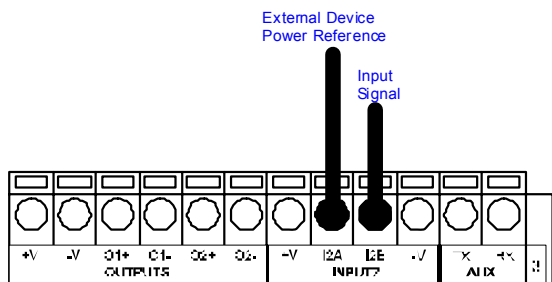 External Device
Power Reference
Input
Signal
+V -V O1+ O1- O2+ O2- +V I2A I2B -V TX RX
OUTPUTS INPUT2 AUX